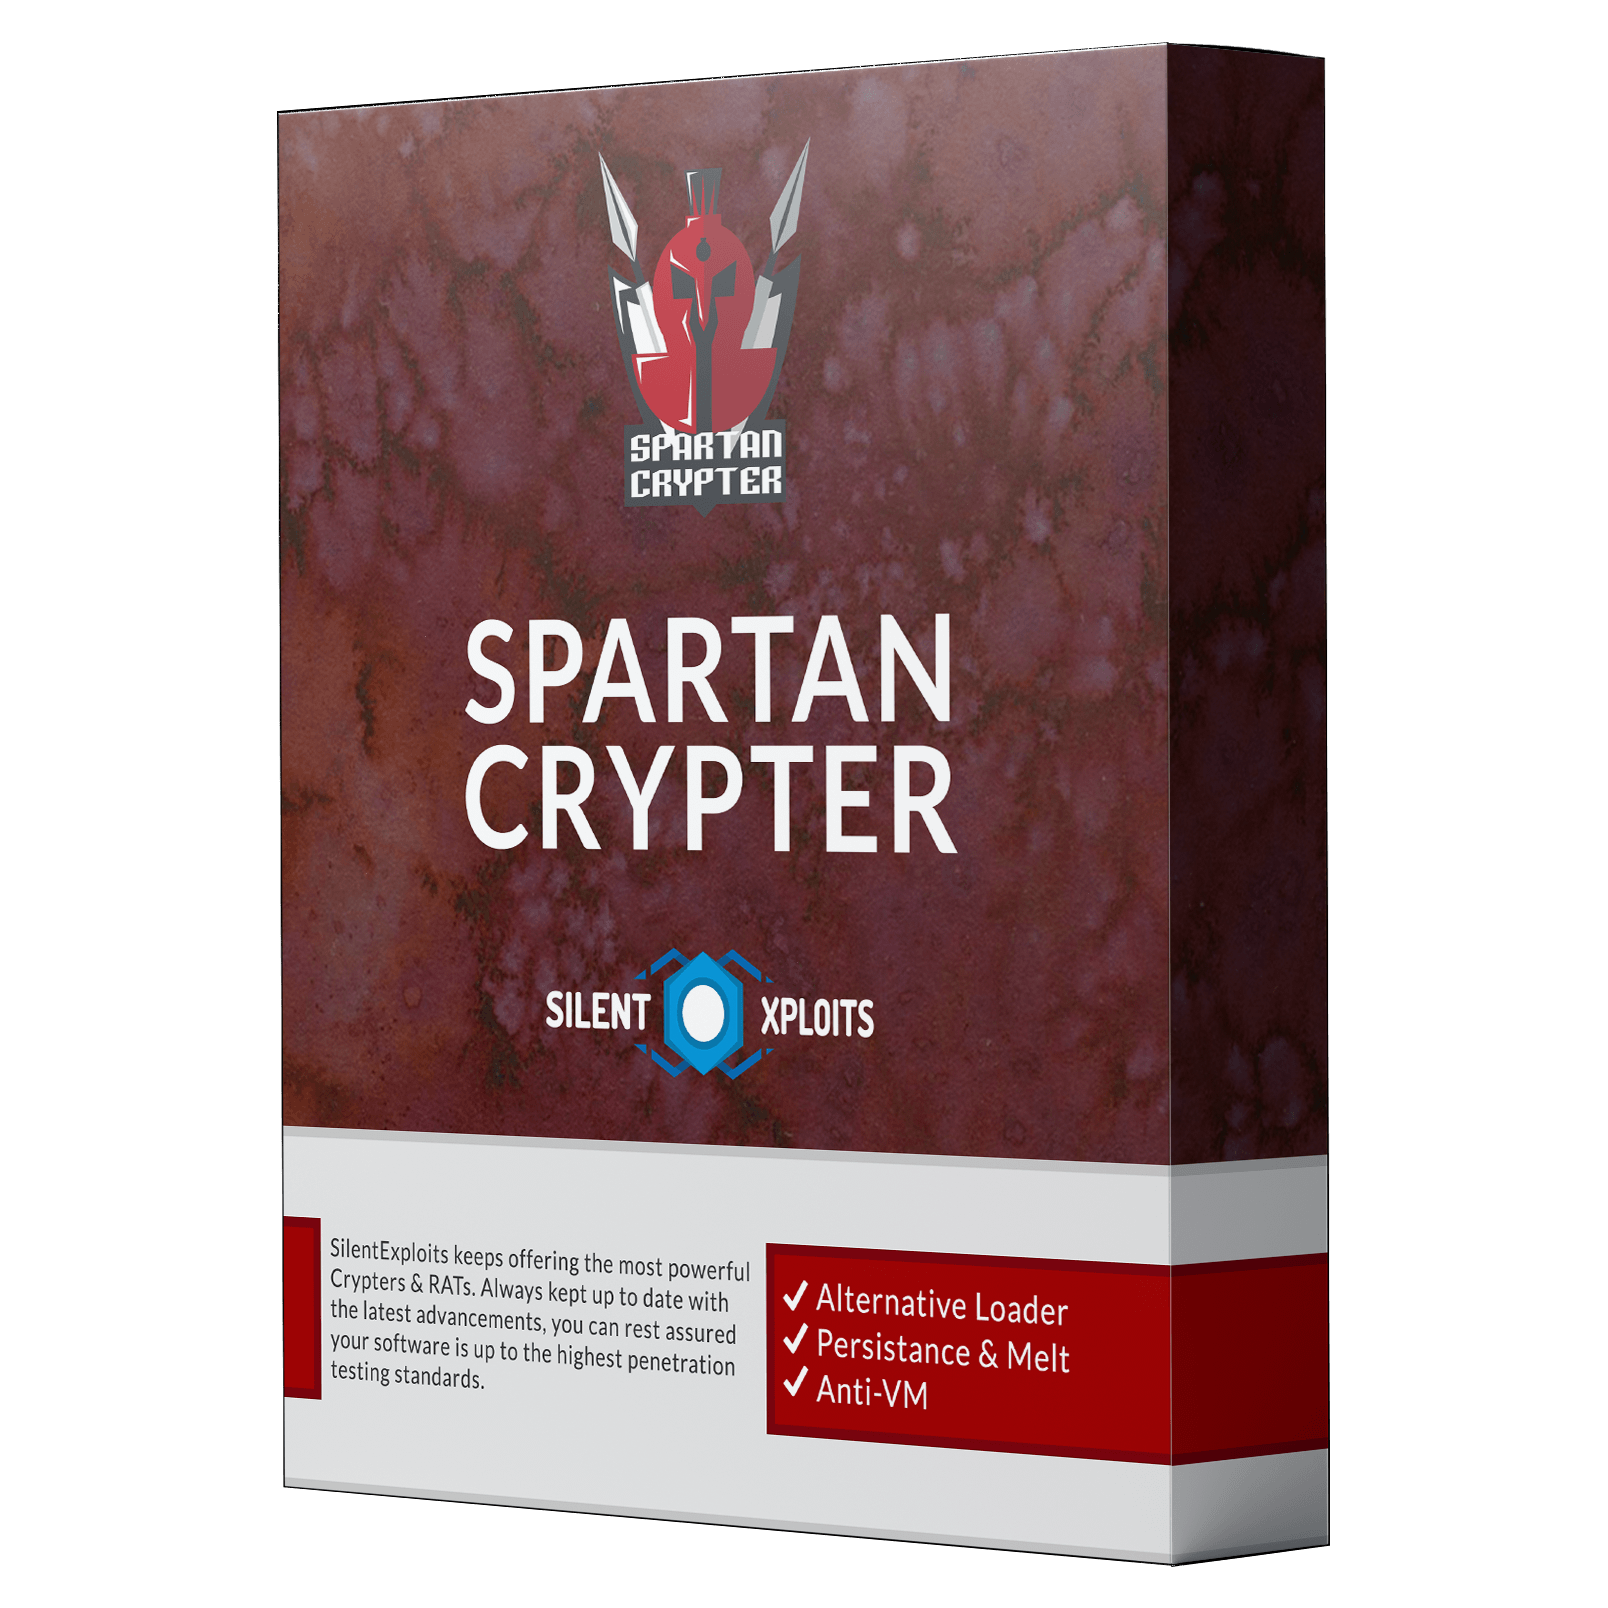 SPARTAN
CRYPTER
SPARTAN
CRYPTER
SILENT XPLOITS
SilentExploits keeps offering the most powerful
Crypters & RATs. Always kept up to date with
the latest advancements, you can rest assured
your software is up to the highest penetration
testing standards.
✓ Alternative Loader
✓ Persistance & Melt
✓ Anti-VM